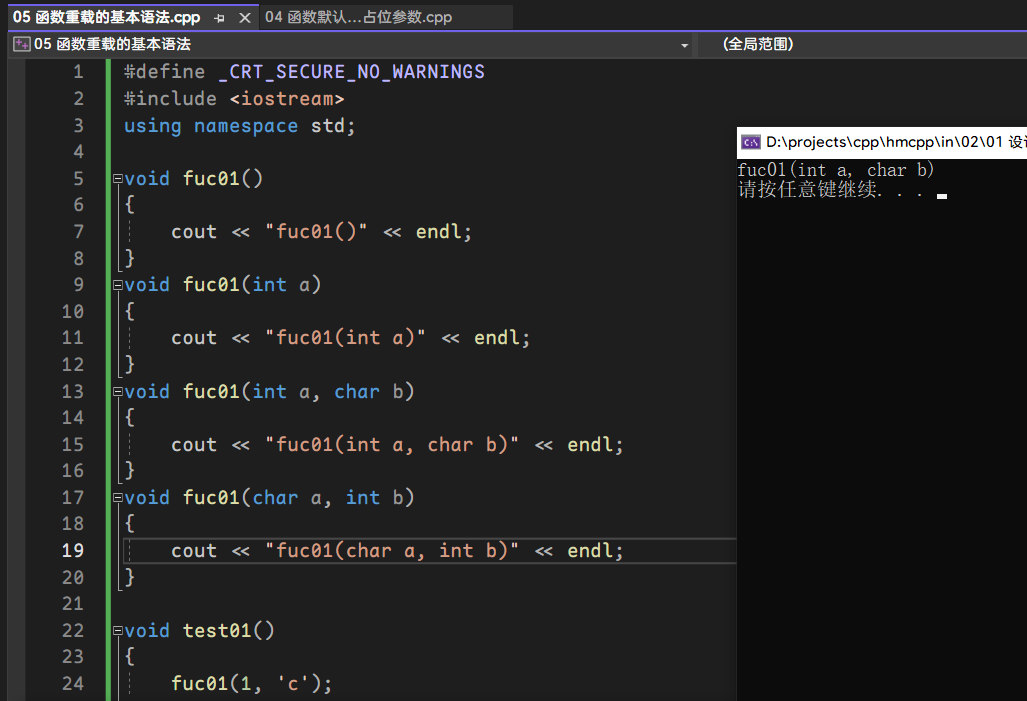 05 函数重载的基本语法.cpp
04 函数默认...占位参数.cpp
05 函数重载的基本语法
(全局范围)
1 #define _CRT_SECURE_NO_WARNINGS
2 #include <iostream>
3 using namespace std;
4
5 void fuc01()
6 {
7 cout << "fuc01()" << endl;
8 }
9 void fuc01(int a)
10 {
11 cout << "fuc01(int a)" << endl;
12 }
13 void fuc01(int a, char b)
14 {
15 cout << "fuc01(int a, char b)" << endl;
16 }
17 void fuc01(char a, int b)
18 {
19 cout << "fuc01(char a, int b)" << endl;
20 }
21
22 void test01()
23 {
24 fuc01(1, 'c');
D:\projects\cpp\hmcpp\in\02\01 设
fuc01(int a, char b)
请按任意键继续. . .